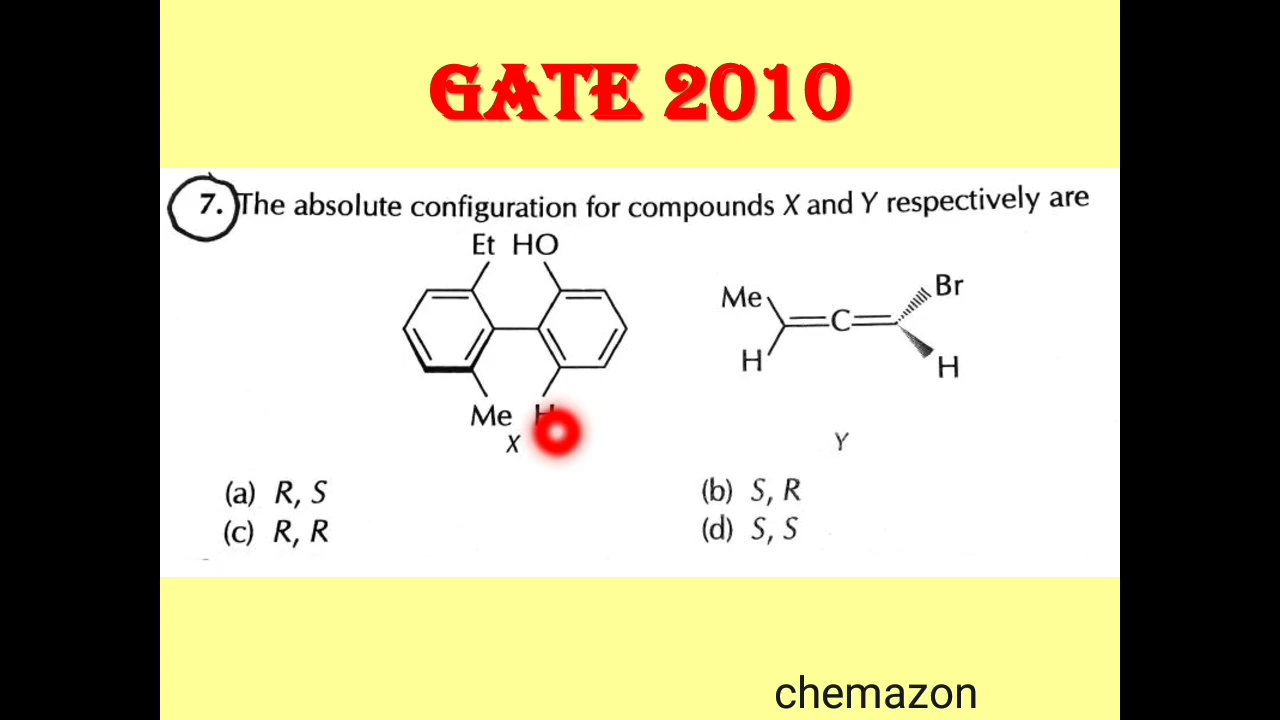 GATE 2010
7. The absolute configuration for compounds X and Y respectively are
Et HO
Me H
X
Me
H
C
Br
H
Y
(a) R, S
(b) S, R
(c) R, R
(d) S, S
chemazon